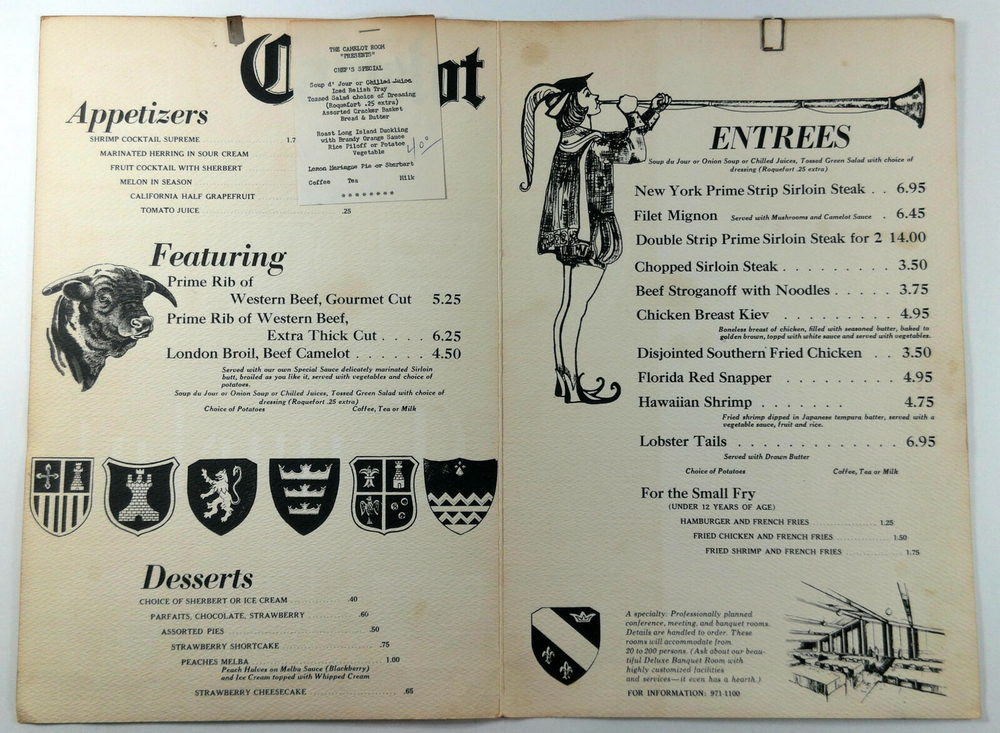 C ot
THE CAMELOT ROOM
"PRESENTS"
CHEF'S SPECIAL
Soup d' Jour or Chilled Juice
Iced Relish Tray
Tossed Salad choice of Dressing
(Roquefort .25 extra)
Assorted Cracker Basket
Bread & Butter
Roast Long Island Duckling
with Brandy Orange Sauce
Rice Piloff or Potatoe
Vegetable
Lemon Meringue Pie or Sherbert
Coffee Tea Milk
********
Appetizers
SHRIMP COCKTAIL SUPREME 1.7
MARINATED HERRING IN SOUR CREAM
FRUIT COCKTAIL WITH SHERBERT
MELON IN SEASON
CALIFORNIA HALF GRAPEFRUIT
TOMATO JUICE .25
Featuring
Prime Rib of
Western Beef, Gourmet Cut 5.25
Prime Rib of Western Beef,
Extra Thick Cut . . . . 6.25
London Broil, Beef Camelot . . . . . . 4.50
Served with our own Special Sauce delicately marinated Sirloin
butt, broiled as you like it, served with vegetables and choice of
potatoes.
Soup du Jour or Onion Soup or Chilled Juices, Tossed Green Salad with choice of
dressing (Roquefort .25 extra)
Choice of Potatoes Coffee, Tea or Milk
Desserts
CHOICE OF SHERBERT OR ICE CREAM .40
PARFAITS, CHOCOLATE, STRAWBERRY .60
ASSORTED PIES .50
STRAWBERRY SHORTCAKE .75
PEACHES MELBA 1.00
Peach Halves on Melba Sauce (Blackberry)
and Ice Cream topped with Whipped Cream
STRAWBERRY CHEESECAKE .65
ENTREES
Soup du Jour or Onion Soup or Chilled Juices, Tossed Green Salad with choice of
dressing (Roquefort .25 extra)
New York Prime Strip Sirloin Steak . . 6.95
Filet Mignon Served with Mushrooms and Camelot Sauce . 6.45
Double Strip Prime Sirloin Steak for 2 14.00
Chopped Sirloin Steak . . . . . . . . . 3.50
Beef Stroganoff with Noodles . . . . . 3.75
Chicken Breast Kiev . . . . . . . . . 4.95
Boneless breast of chicken, filled with seasoned butter, baked to
golden brown, toppd with white sauce and served with vegetables.
Disjointed Southern Fried Chicken . . 3.50
Florida Red Snapper . . . . . . . . . 4.95
Hawaiian Shrimp . . . . . . . 4.75
Fried shrimp dipped in Japanese tempura batter, served with a
vegetable sauce, fruit and rice.
Lobster Tails . . . . . . . . . . . . 6.95
Served with Drawn Butter
Choice of Potatoes Coffee, Tea or Milk
For the Small Fry
(UNDER 12 YEARS OF AGE)
HAMBURGER AND FRENCH FRIES 1.25
FRIED CHICKEN AND FRENCH FRIES 1.50
FRIED SHRIMP AND FRENCH FRIES 1.75
A specialty. Professionally planned
conference, meeting, and banquet rooms.
Details are handled to order. These
rooms will accommodate from
20 to 200 persons. (Ask about our beau-
tiful Deluxe Banquet Room with
highly customized facilities
and services—it even has a hearth.)
FOR INFORMATION: 971-1100